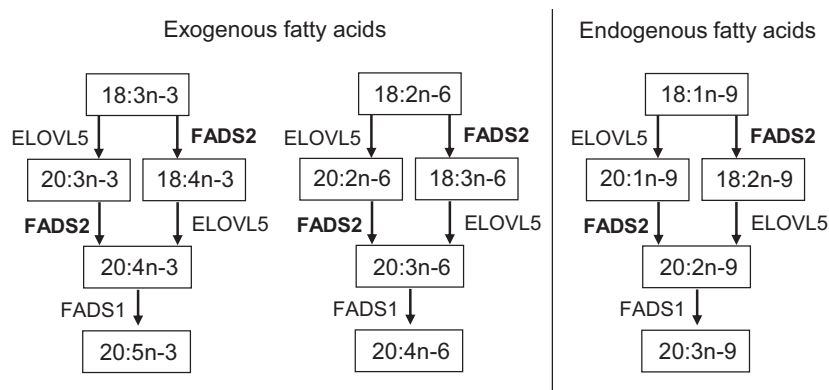 Exogenous fatty acids
Endogenous fatty acids
18:3n-3
18:2n-6
18:1n-9
ELOVL5
FADS2
ELOVL5
FADS2
ELOVL5
FADS2
20:3n-3
18:4n-3
20:2n-6
18:3n-6
20:1n-9
18:2n-9
FADS2
ELOVL5
FADS2
ELOVL5
FADS2
ELOVL5
20:4n-3
20:3n-6
20:2n-9
FADS1
FADS1
FADS1
20:5n-3
20:4n-6
20:3n-9